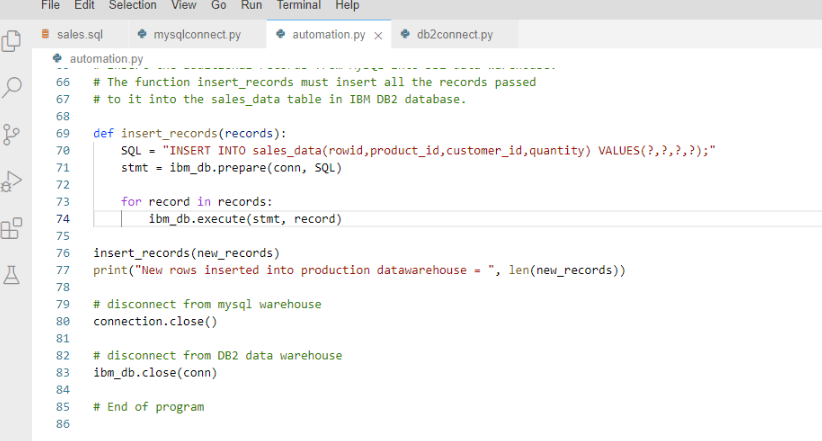 File Edit Selection View Go Run Terminal Help
sales.sql mysqlconnect.py automation.py × db2connect.py
automation.py
66 # The function insert_records must insert all the records passed
67 # to it into the sales_data table in IBM DB2 database.
68
69 def insert_records(records):
70 SQL = "INSERT INTO sales_data(rowid,product_id,customer_id,quantity) VALUES(?,?,?,?);"
71 stmt = ibm_db.prepare(conn, SQL)
72
73 for record in records:
74 ibm_db.execute(stmt, record)
75
76 insert_records(new_records)
77 print("New rows inserted into production datawarehouse = ", len(new_records))
78
79 # disconnect from mysql warehouse
80 connection.close()
81
82 # disconnect from DB2 data warehouse
83 ibm_db.close(conn)
84
85 # End of program
86